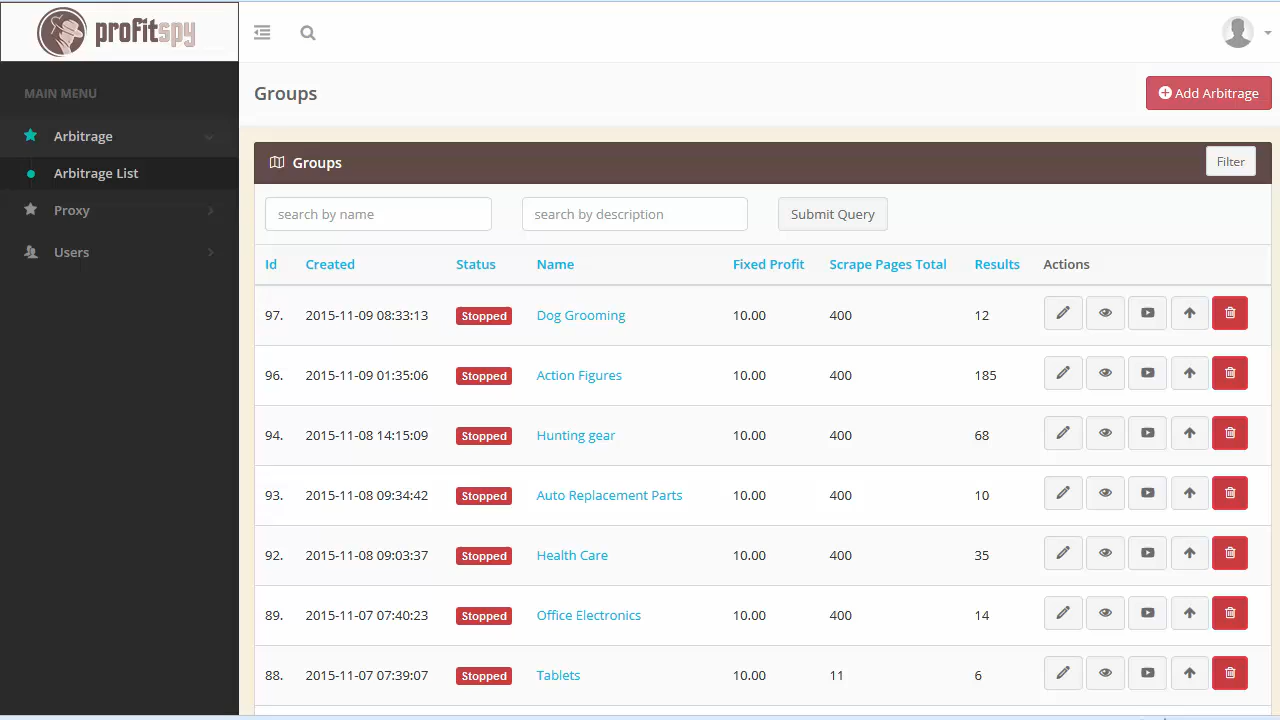 profitspy
MAIN MENU
Arbitrage
Arbitrage List
Proxy
Users
Groups
Add Arbitrage
Groups
Filter
search by name search by description Submit Query
Id Created Status Name Fixed Profit Scrape Pages Total Results Actions
97. 2015-11-09 08:33:13 Stopped Dog Grooming 10.00 400 12
96. 2015-11-09 01:35:06 Stopped Action Figures 10.00 400 185
94. 2015-11-08 14:15:09 Stopped Hunting gear 10.00 400 68
93. 2015-11-08 09:34:42 Stopped Auto Replacement Parts 10.00 400 10
92. 2015-11-08 09:03:37 Stopped Health Care 10.00 400 35
89. 2015-11-07 07:40:23 Stopped Office Electronics 10.00 400 14
88. 2015-11-07 07:39:07 Stopped Tablets 10.00 11 6